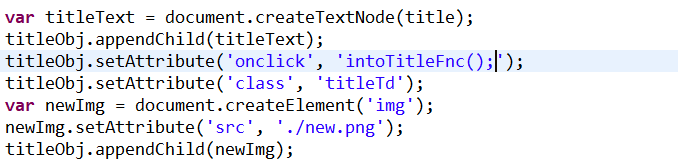 var titleText = document.createTextNode(title);
titleObj.appendChild(titleText);
titleObj.setAttribute('onclick', 'intoTitleFnc();');
titleObj.setAttribute('class', 'titleTd');
var newImg = document.createElement('img');
newImg.setAttribute('src', './new.png');
titleObj.appendChild(newImg);